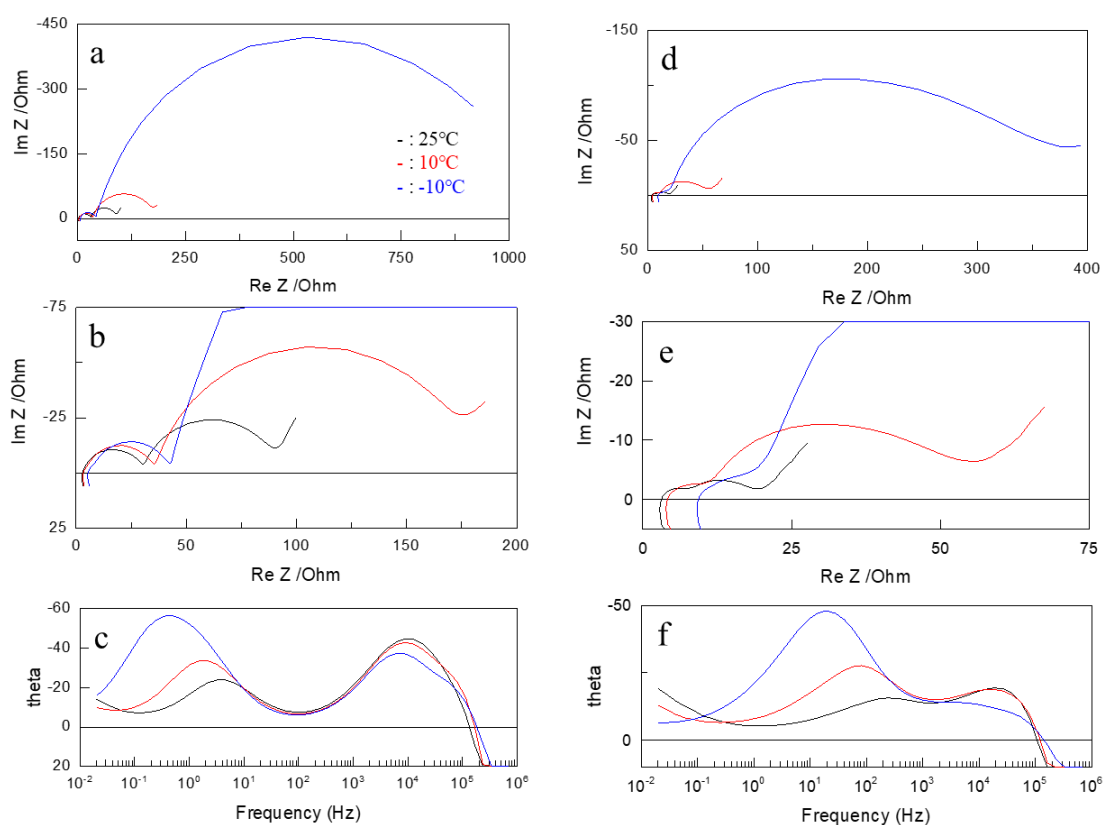 a
-450
-300
-150
0
Im Z /Ohm
- : 25°C
- : 10°C
- : -10°C
0
250
500
750
1000
Re Z /Ohm
d
-150
-50
50
Im Z /Ohm
0
100
200
300
400
Re Z /Ohm
b
-75
-25
25
Im Z /Ohm
0
50
100
150
200
Re Z /Ohm
e
-30
-20
-10
0
Im Z /Ohm
0
25
50
75
Re Z /Ohm
c
-60
-40
-20
0
20
theta
10⁻² 10⁻¹ 10⁰ 10¹ 10² 10³ 10⁴ 10⁵ 10⁶
Frequency (Hz)
f
-50
0
theta
10⁻² 10⁻¹ 10⁰ 10¹ 10² 10³ 10⁴ 10⁵ 10⁶
Frequency (Hz)